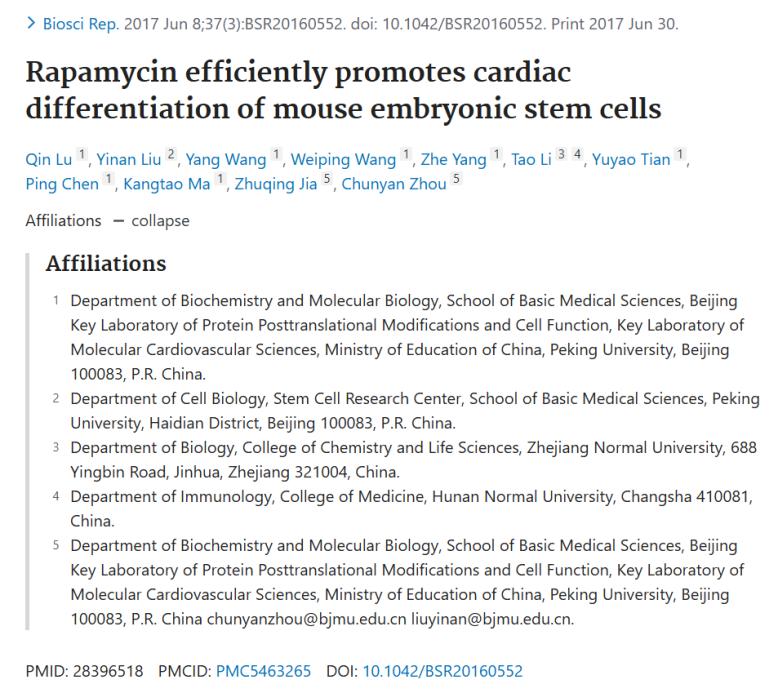 > Biosci Rep. 2017 Jun 8;37(3):BSR20160552. doi: 10.1042/BSR20160552. Print 2017 Jun 30.
Rapamycin efficiently promotes cardiac
differentiation of mouse embryonic stem cells
Qin Lu 1, Yinan Liu 2, Yang Wang 1, Weiping Wang 1, Zhe Yang 1, Tao Li 3 4, Yuyao Tian 1,
Ping Chen 1, Kangtao Ma 1, Zhuqing Jia 5, Chunyan Zhou 5
Affiliations — collapse
Affiliations
1 Department of Biochemistry and Molecular Biology, School of Basic Medical Sciences, Beijing
Key Laboratory of Protein Posttranslational Modifications and Cell Function, Key Laboratory of
Molecular Cardiovascular Sciences, Ministry of Education of China, Peking University, Beijing
100083, P.R. China.
2 Department of Cell Biology, Stem Cell Research Center, School of Basic Medical Sciences, Peking
University, Haidian District, Beijing 100083, P.R. China.
3 Department of Biology, College of Chemistry and Life Sciences, Zhejiang Normal University, 688
Yingbin Road, Jinhua, Zhejiang 321004, China.
4 Department of Immunology, College of Medicine, Hunan Normal University, Changsha 410081,
China.
5 Department of Biochemistry and Molecular Biology, School of Basic Medical Sciences, Beijing
Key Laboratory of Protein Posttranslational Modifications and Cell Function, Key Laboratory of
Molecular Cardiovascular Sciences, Ministry of Education of China, Peking University, Beijing
100083, P.R. China chunyanzhou@bjmu.edu.cn liuyinan@bjmu.edu.cn.
PMID: 28396518 PMCID: PMC5463265 DOI: 10.1042/BSR20160552